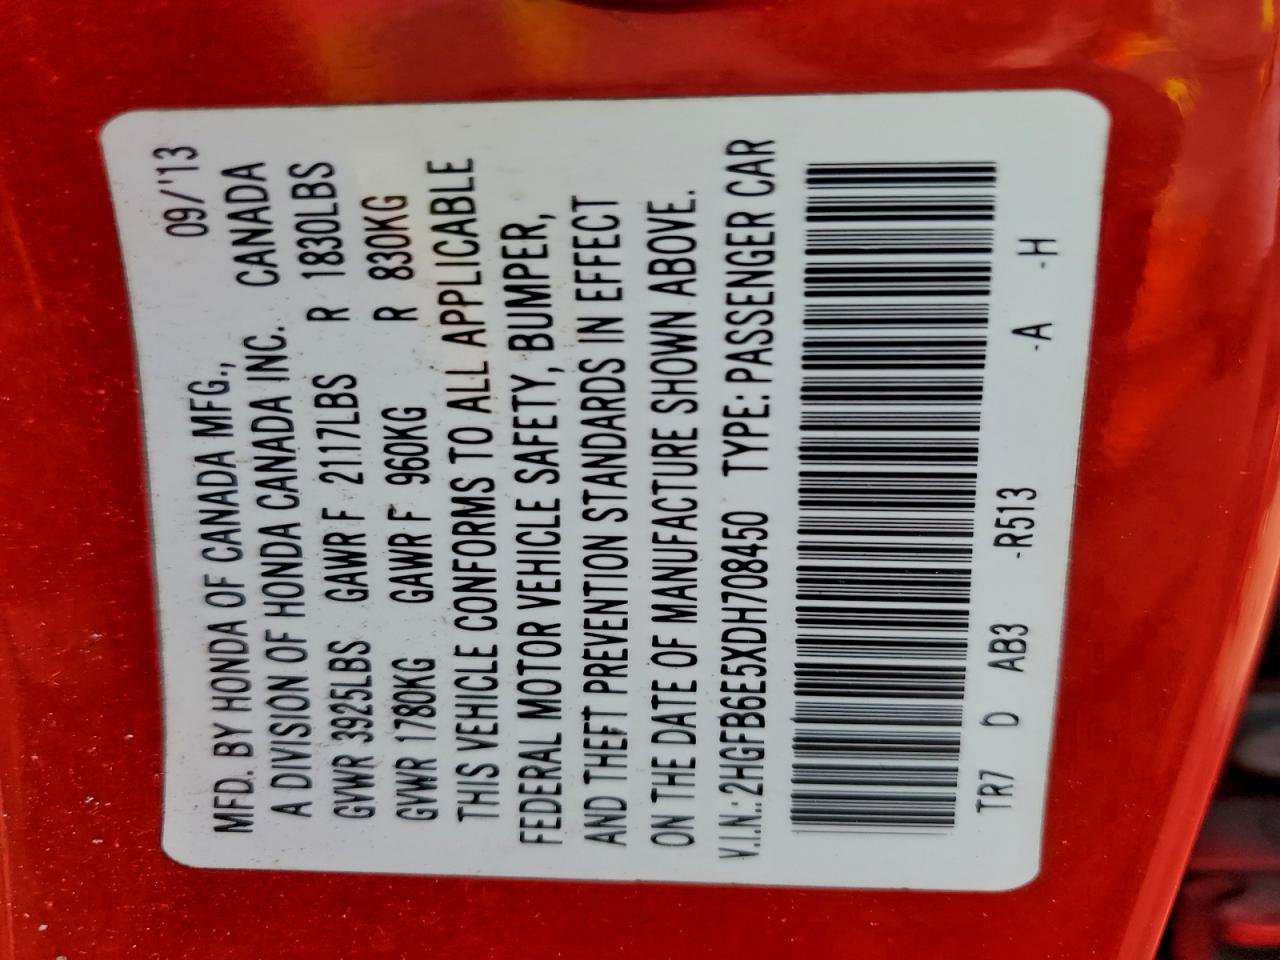 09/'13
MFD. BY HONDA OF CANADA MFG.,
A DIVISION OF HONDA CANADA INC. CANADA
GVWR 3925LBS GAWR F 2117LBS R 1830LBS
GVWR 1780KG GAWR F 960KG R 830KG
THIS VEHICLE CONFORMS TO ALL APPLICABLE
FEDERAL MOTOR VEHICLE SAFETY, BUMPER,
AND THEFT PREVENTION STANDARDS IN EFFECT
ON THE DATE OF MANUFACTURE SHOWN ABOVE.
V.I.N.: 2HGFB6E5XDH708450 TYPE: PASSENGER CAR
TR7 D AB3 -R513 -A -H